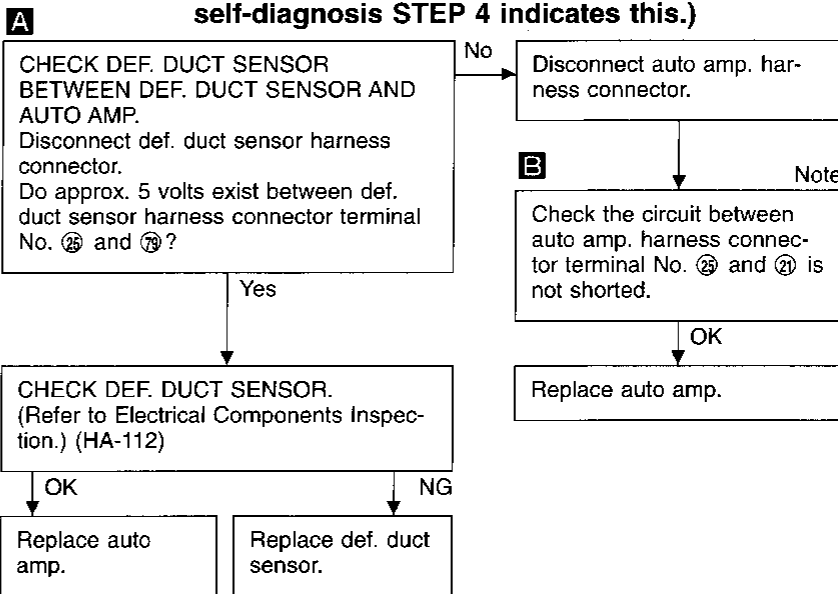 self-diagnosis STEP 4 indicates this.)
A
CHECK DEF. DUCT SENSOR
BETWEEN DEF. DUCT SENSOR AND
AUTO AMP.
Disconnect def. duct sensor harness
connector.
Do approx. 5 volts exist between def.
duct sensor harness connector terminal
No. ㉕ and 79?
No
Disconnect auto amp. har-
ness connector.
B
Note
Check the circuit between
auto amp. harness connec-
tor terminal No. ㉕ and ㉑ is
not shorted.
OK
Replace auto amp.
Yes
CHECK DEF. DUCT SENSOR.
(Refer to Electrical Components Inspec-
tion.) (HA-112)
OK
NG
Replace auto
amp.
Replace def. duct
sensor.